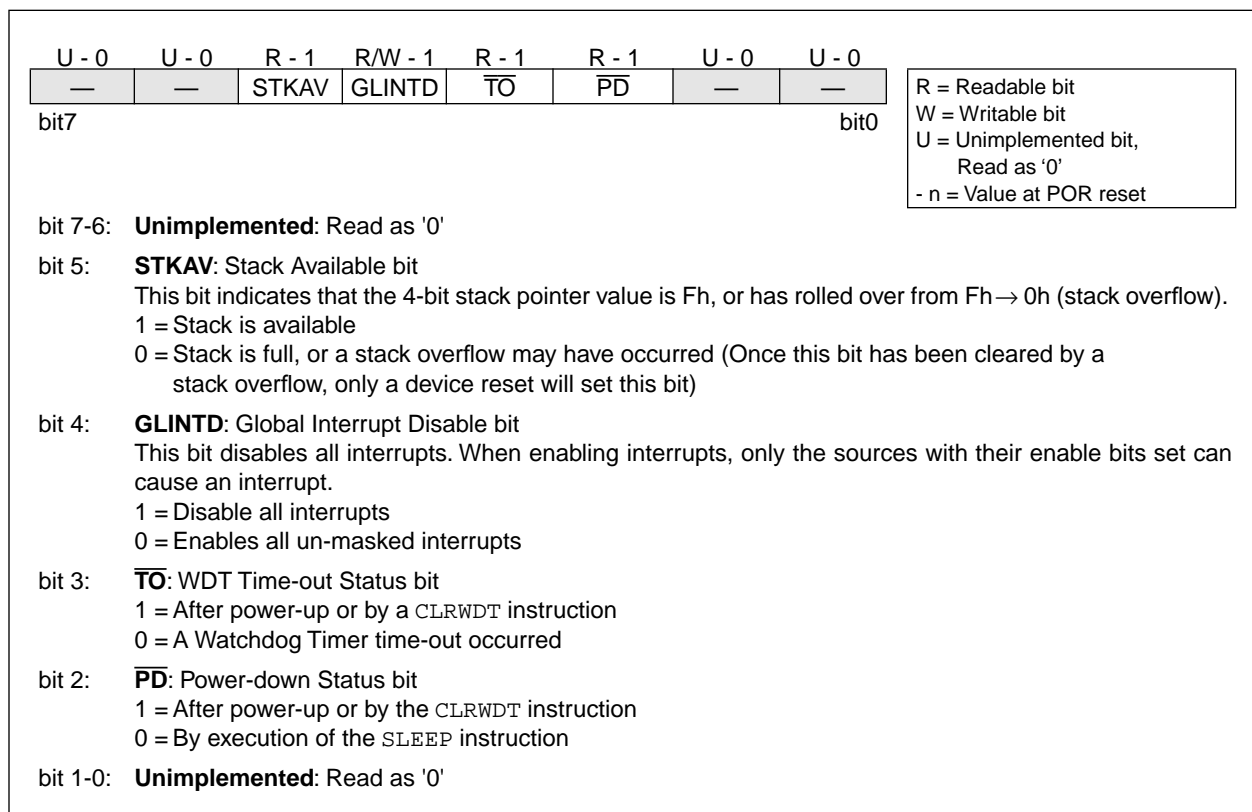 U - 0 U - 0 R - 1 R/W - 1 R - 1 R - 1 U - 0 U - 0
— — STKAV GLINTD T̅O̅ P̅D̅ — —
bit7 bit0
R = Readable bit
W = Writable bit
U = Unimplemented bit,
Read as ‘0’
- n = Value at POR reset
bit 7-6: Unimplemented: Read as '0'
bit 5: STKAV: Stack Available bit
This bit indicates that the 4-bit stack pointer value is Fh, or has rolled over from Fh→ 0h (stack overflow).
1 = Stack is available
0 = Stack is full, or a stack overflow may have occurred (Once this bit has been cleared by a
stack overflow, only a device reset will set this bit)
bit 4: GLINTD: Global Interrupt Disable bit
This bit disables all interrupts. When enabling interrupts, only the sources with their enable bits set can
cause an interrupt.
1 = Disable all interrupts
0 = Enables all un-masked interrupts
bit 3: T̅O̅: WDT Time-out Status bit
1 = After power-up or by a CLRWDT instruction
0 = A Watchdog Timer time-out occurred
bit 2: P̅D̅: Power-down Status bit
1 = After power-up or by the CLRWDT instruction
0 = By execution of the SLEEP instruction
bit 1-0: Unimplemented: Read as '0'